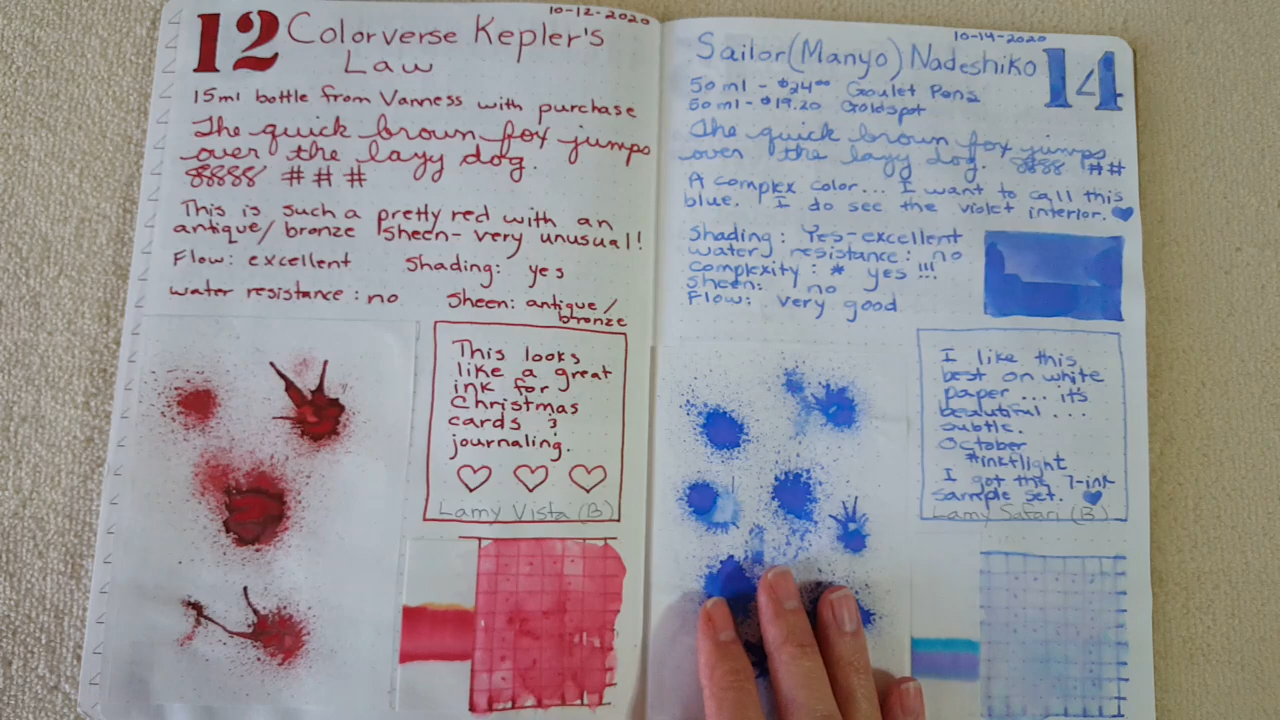 10-12-2020
12 Colorverse Kepler's
Law
15ml bottle from Vanness with purchase
The quick brown fox jumps
over the lazy dog.
8888 ###
This is such a pretty red with an
antique/bronze sheen- very unusual!
Flow: excellent Shading: yes
water resistance: no Sheen: antique/
bronze
This looks
like a great
ink for
Christmas
cards &
journaling.
Lamy Vista (B)
10-14-2020
Sailor (Manyo) Nadeshiko 14
50 ml - $24.00 Goulet Pens
50 ml - $19.20 Goldspot
The quick brown fox jumps
over the lazy dog. 8888 ##
A complex color... I want to call this
blue. I do see the violet interior.
Shading: Yes-excellent
water resistance: no
complexity: * yes !!!
Sheen: no
Flow: very good
I like this
best on white
paper... it's
beautiful...
subtle.
October
*inkflight
I got the 7-ink
sample set.
Lamy Safari (B)